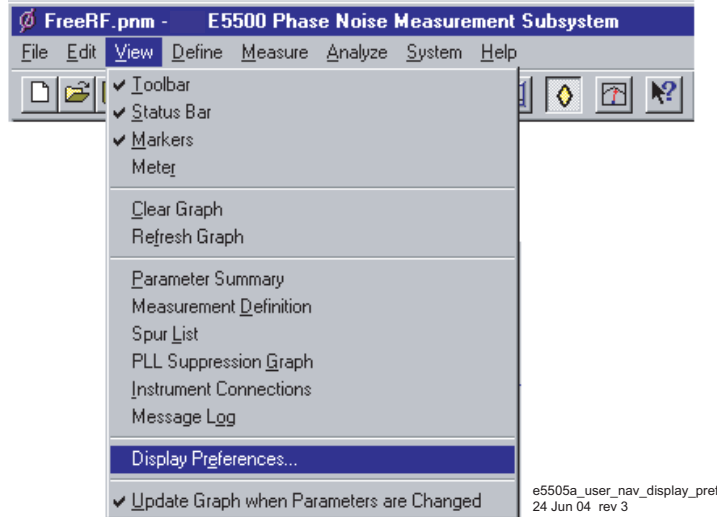 FreeRF.pnm - E5500 Phase Noise Measurement Subsystem
File Edit View Define Measure Analyze System Help
Toolbar
Status Bar
Markers
Meter
Clear Graph
Refresh Graph
Parameter Summary
Measurement Definition
Spur List
PLL Suppression Graph
Instrument Connections
Message Log
Display Preferences...
Update Graph when Parameters are Changed
e5505a_user_nav_display_pref
24 Jun 04 rev 3